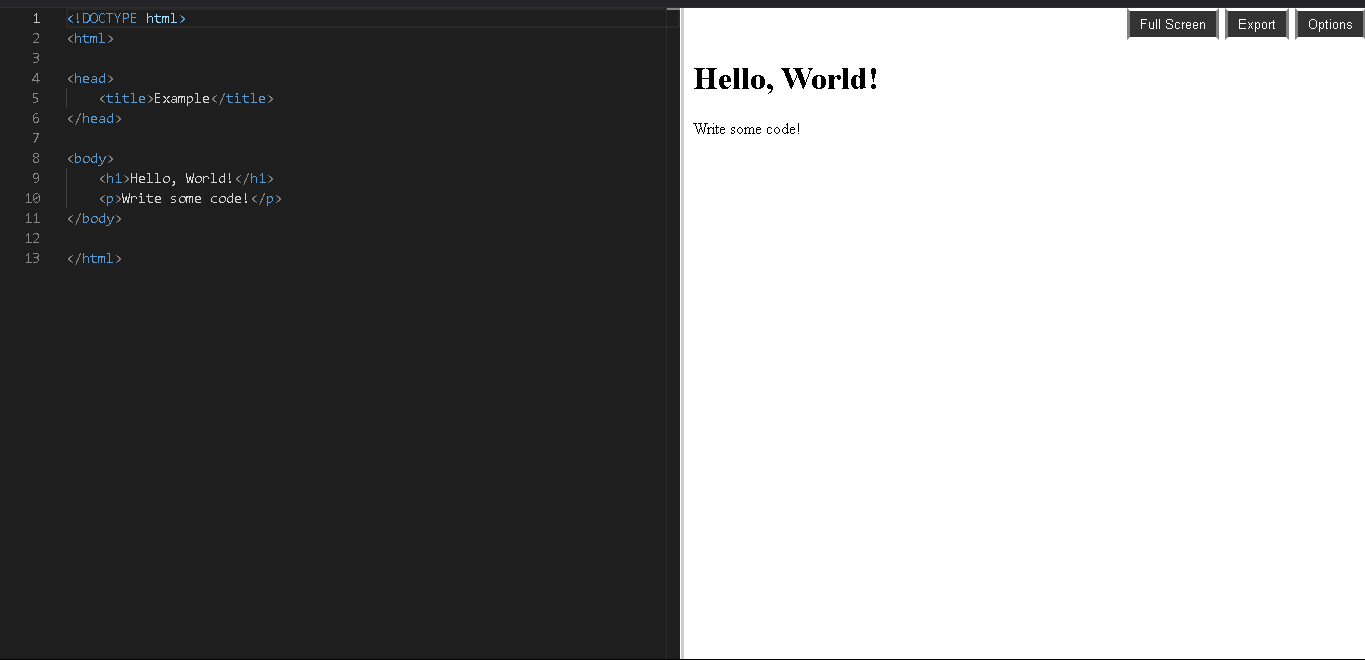 1 <!DOCTYPE html>
2 <html>
3
4 <head>
5     <title>Example</title>
6 </head>
7
8 <body>
9     <h1>Hello, World!</h1>
10     <p>Write some code!</p>
11 </body>
12
13 </html>
Full Screen Export Options
Hello, World!
Write some code!